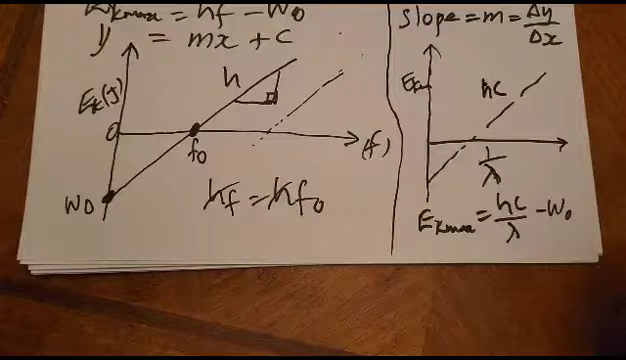 Ekmax = hf - W0
y = mx + c
Ek(J)
h
0
f0
(f)
W0
hf = hf0
Slope = m = Δy/Δx
Ek
hc
1/λ
Ekmax = hc/λ - W0